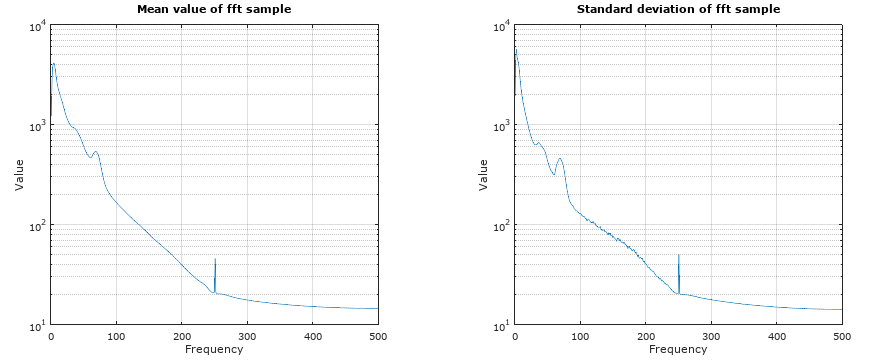 Mean value of fft sample
10^4
10^3
10^2
10^1
Value
0 100 200 300 400 500
Frequency
Standard deviation of fft sample
10^4
10^3
10^2
10^1
Value
0 100 200 300 400 500
Frequency